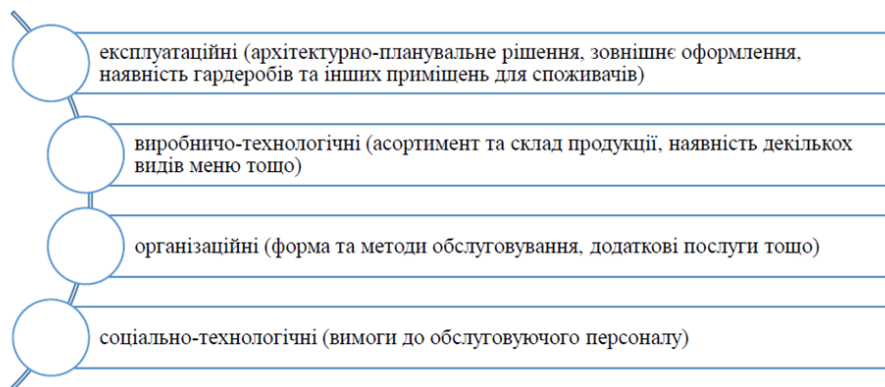 експлуатаційні (архітектурно-планувальне рішення, зовнішнє оформлення,
наявність гардеробів та інших приміщень для споживачів)
виробничо-технологічні (асортимент та склад продукції, наявність декількох
видів меню тощо)
організаційні (форма та методи обслуговування, додаткові послуги тощо)
соціально-технологічні (вимоги до обслуговуючого персоналу)